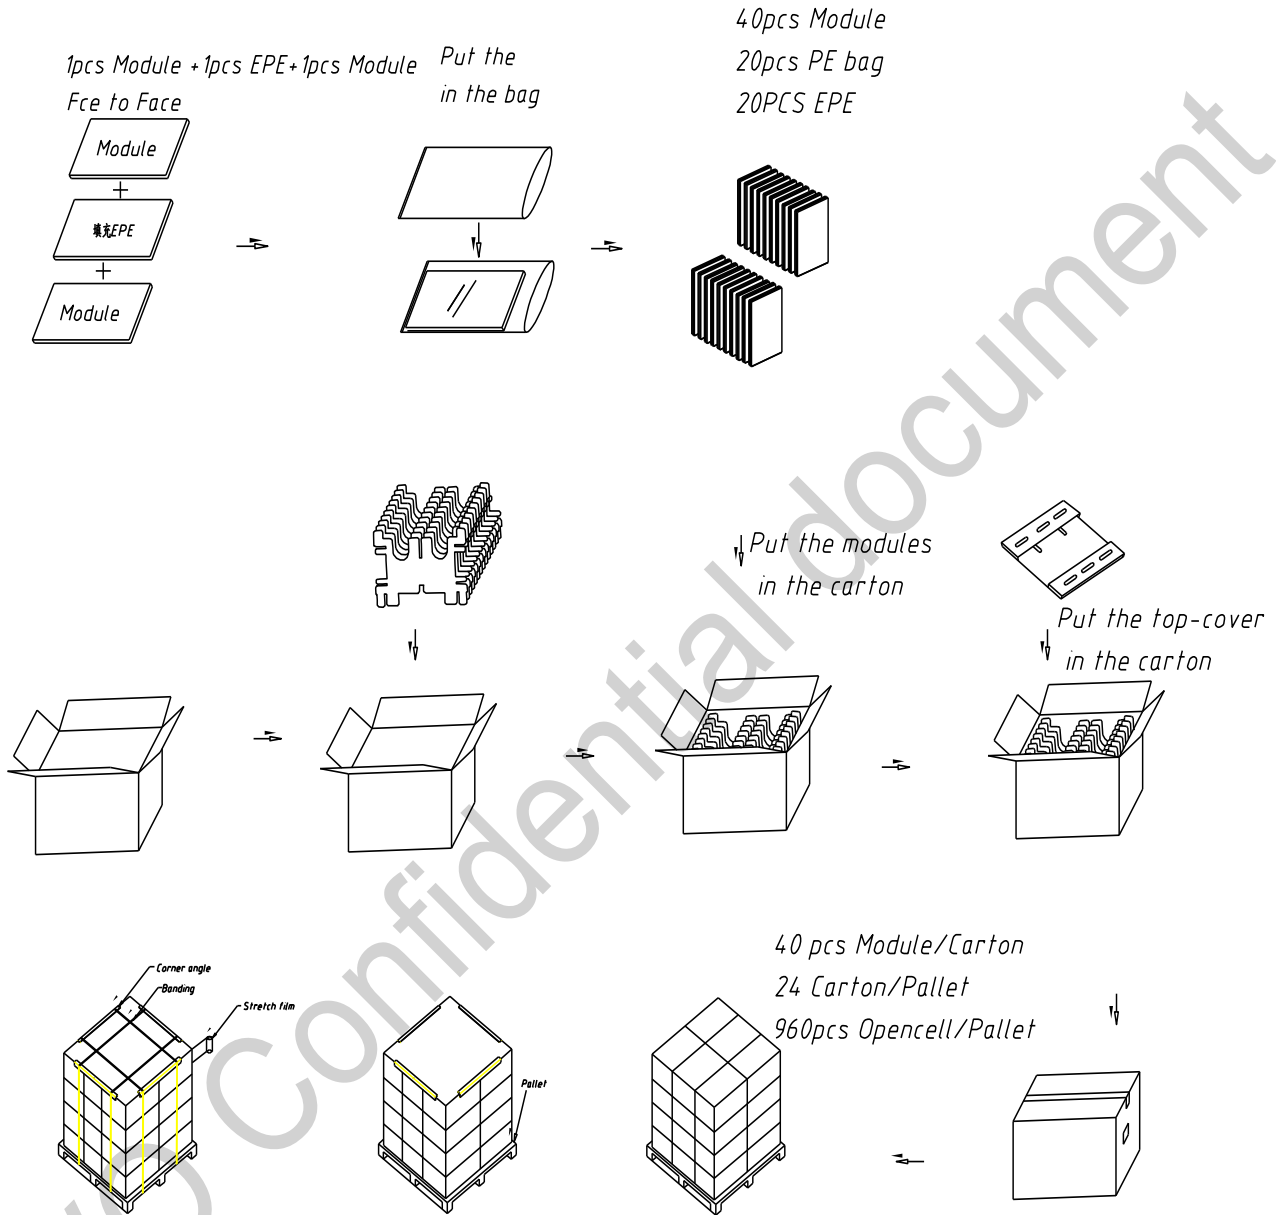 1pcs Module +1pcs EPE+1pcs Module
Fce to Face
Module
+
填充EPE
+
Module
Put the
in the bag
40pcs Module
20pcs PE bag
20PCS EPE
Put the modules
in the carton
Put the top-cover
in the carton
Corner angle
Banding
Stretch film
Pallet
40 pcs Module/Carton
24 Carton/Pallet
960pcs Opencell/Pallet
Confidential document